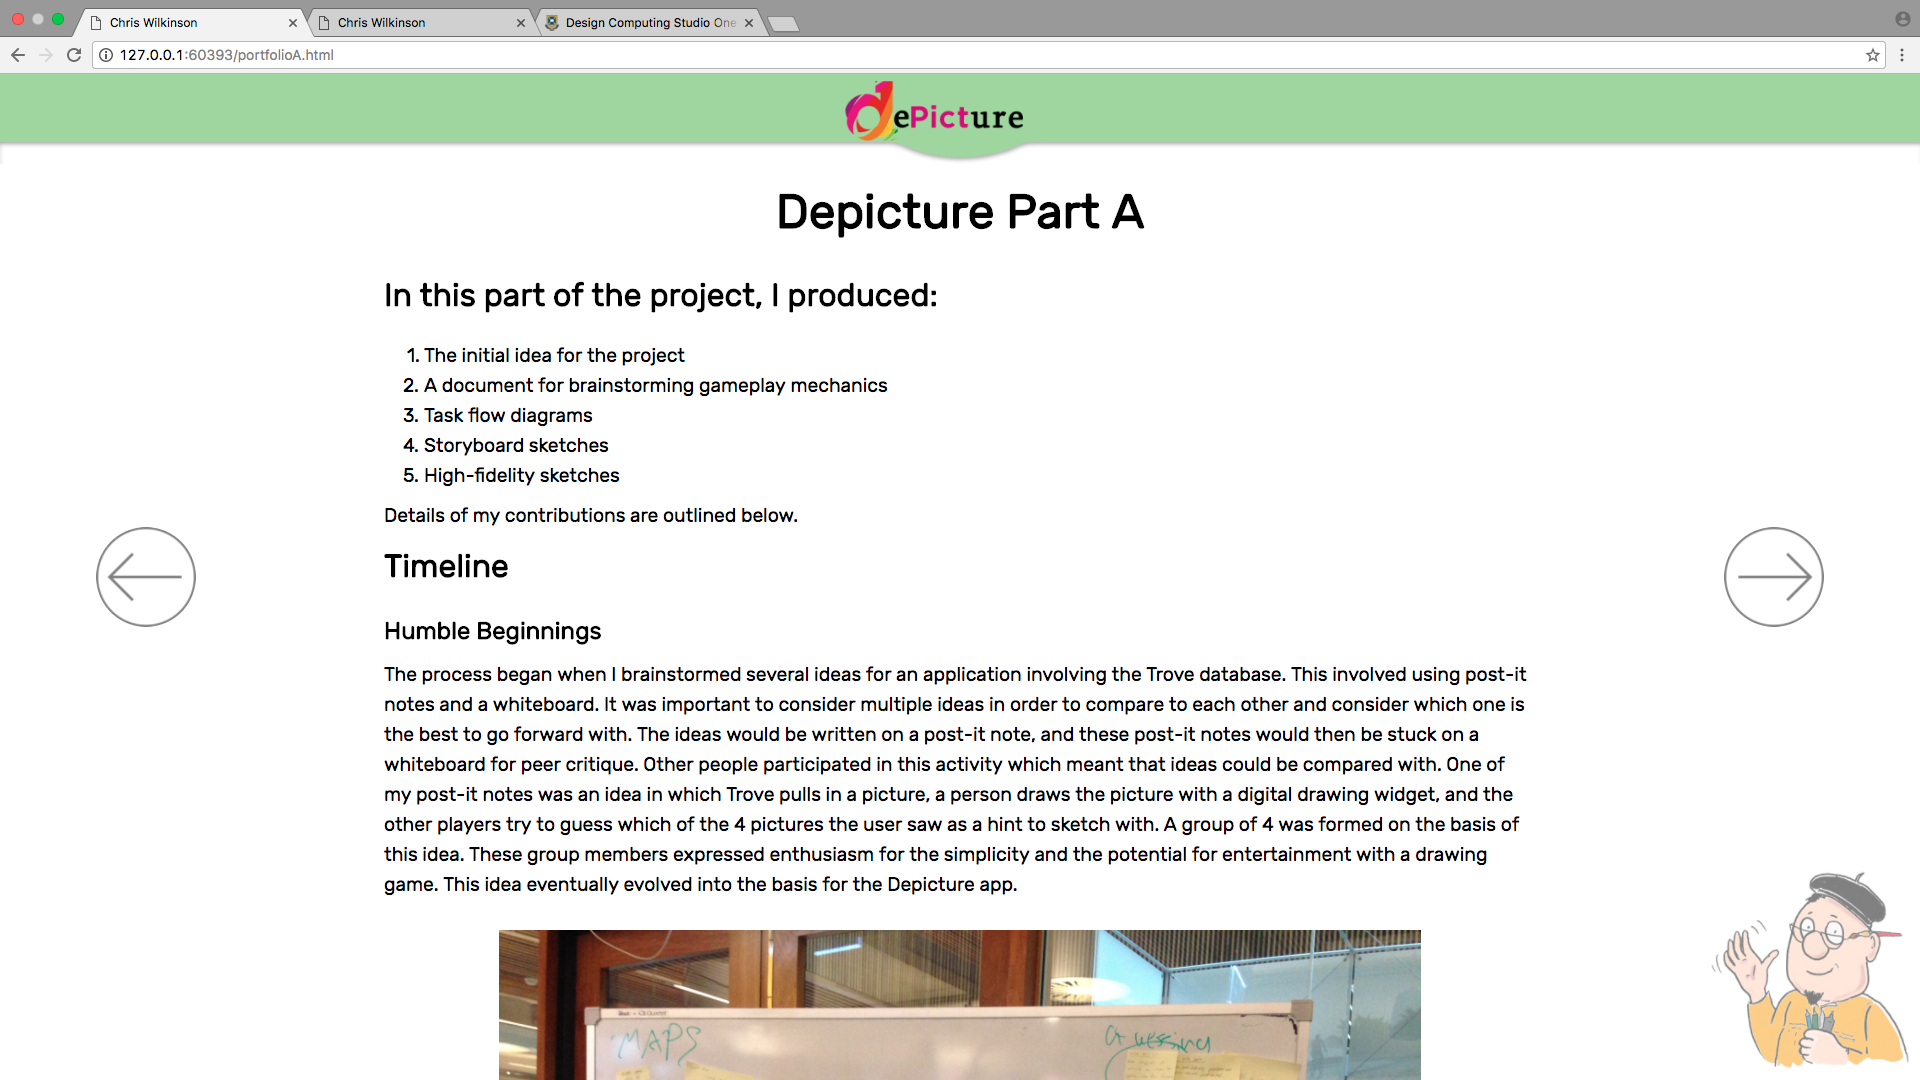 Chris Wilkinson
Chris Wilkinson
Design Computing Studio One
127.0.0.1:60393/portfolioA.html
dePicture
Depicture Part A
In this part of the project, I produced:
1. The initial idea for the project
2. A document for brainstorming gameplay mechanics
3. Task flow diagrams
4. Storyboard sketches
5. High-fidelity sketches
Details of my contributions are outlined below.
Timeline
Humble Beginnings
The process began when I brainstormed several ideas for an application involving the Trove database. This involved using post-it
notes and a whiteboard. It was important to consider multiple ideas in order to compare to each other and consider which one is
the best to go forward with. The ideas would be written on a post-it note, and these post-it notes would then be stuck on a
whiteboard for peer critique. Other people participated in this activity which meant that ideas could be compared with. One of
my post-it notes was an idea in which Trove pulls in a picture, a person draws the picture with a digital drawing widget, and the
other players try to guess which of the 4 pictures the user saw as a hint to sketch with. A group of 4 was formed on the basis of
this idea. These group members expressed enthusiasm for the simplicity and the potential for entertainment with a drawing
game. This idea eventually evolved into the basis for the Depicture app.
MAPS